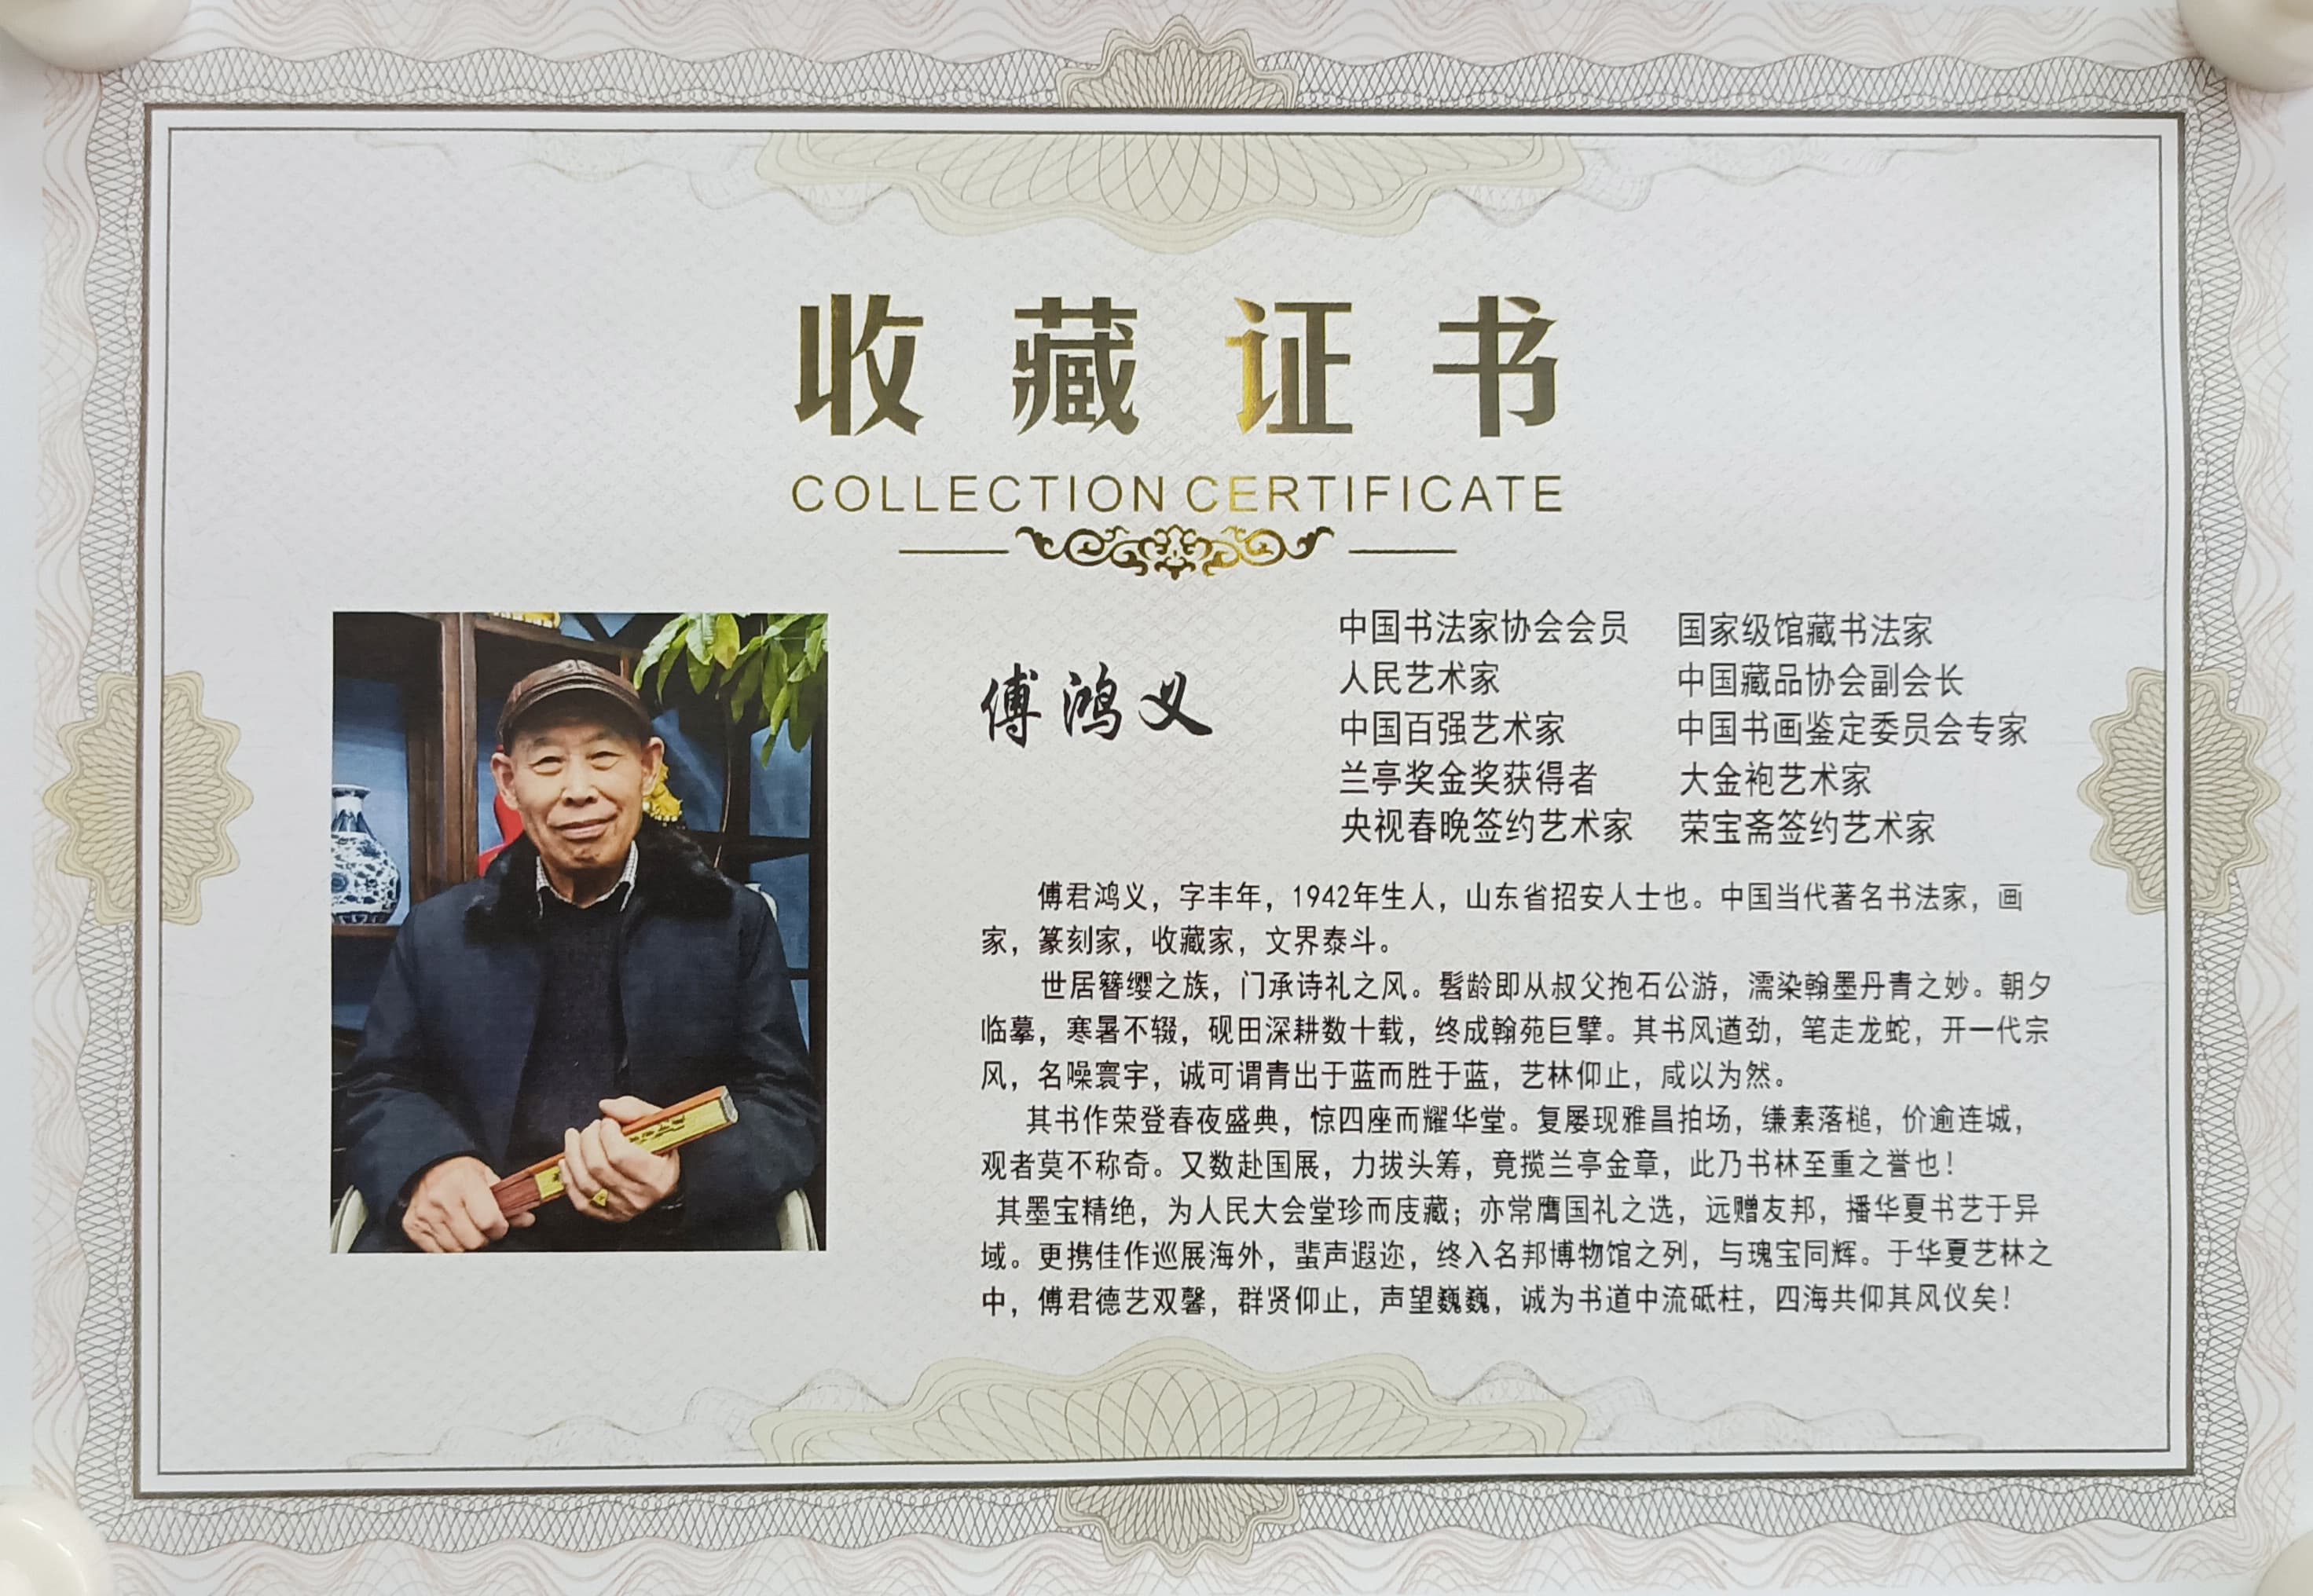 收藏证书
COLLECTION CERTIFICATE
傅鸿义
中国书法家协会会员 国家级馆藏书法家
人民艺术家 中国藏品协会副会长
中国百强艺术家 中国书画鉴定委员会专家
兰亭奖金奖获得者 大金袍艺术家
央视春晚签约艺术家 荣宝斋签约艺术家
傅君鸿义，字丰年，1942年生人，山东省招安人士也。中国当代著名书法家，画
家，篆刻家，收藏家，文界泰斗。
世居簪缨之族，门承诗礼之风。髫龄即从叔父抱石公游，濡染翰墨丹青之妙。朝夕
临摹，寒暑不辍，砚田深耕数十载，终成翰苑巨擘。其书风遒劲，笔走龙蛇，开一代宗
风，名噪寰宇，诚可谓青出于蓝而胜于蓝，艺林仰止，咸以为然。
其书作荣登春夜盛典，惊四座而耀华堂。复屡现雅昌拍场，缣素落槌，价逾连城，
观者莫不称奇。又数赴国展，力拔头筹，竟揽兰亭金章，此乃书林至重之誉也！
其墨宝精绝，为人民大会堂珍而庋藏；亦常膺国礼之选，远赠友邦，播华夏书艺于异
域。更携佳作巡展海外，蜚声遐迩，终入名邦博物馆之列，与瑰宝同辉。于华夏艺林之
中，傅君德艺双馨，群贤仰止，声望巍巍，诚为书道中流砥柱，四海共仰其风仪矣！